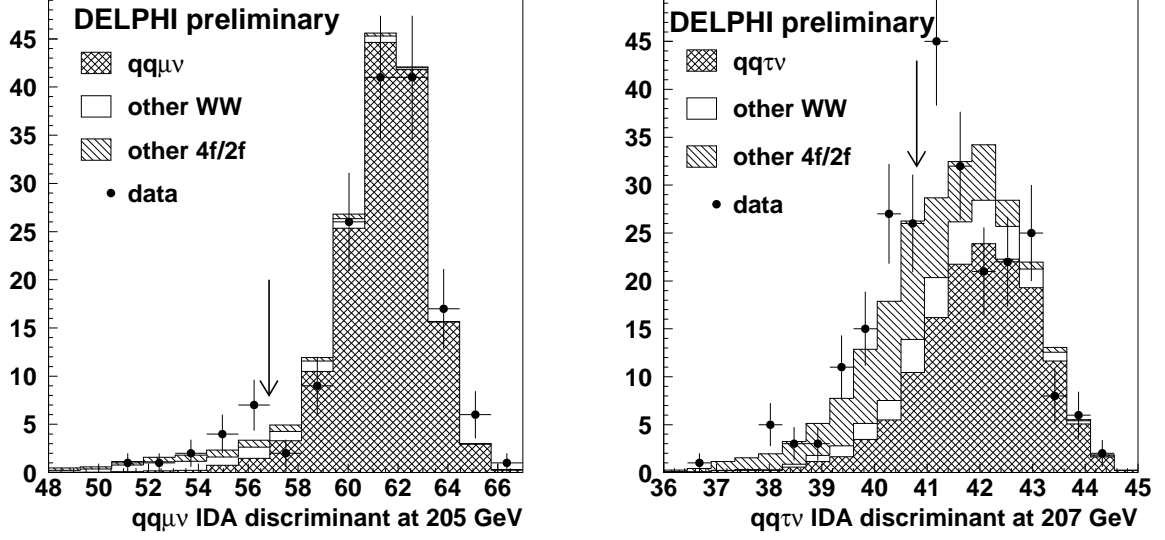 DELPHI preliminary
qqμν
other WW
other 4f/2f
data
45
40
35
30
25
20
15
10
5
0
48 50 52 54 56 58 60 62 64 66
qqμν IDA discriminant at 205 GeV
DELPHI preliminary
qqτν
other WW
other 4f/2f
data
45
40
35
30
25
20
15
10
5
0
36 37 38 39 40 41 42 43 44 45
qqτν IDA discriminant at 207 GeV